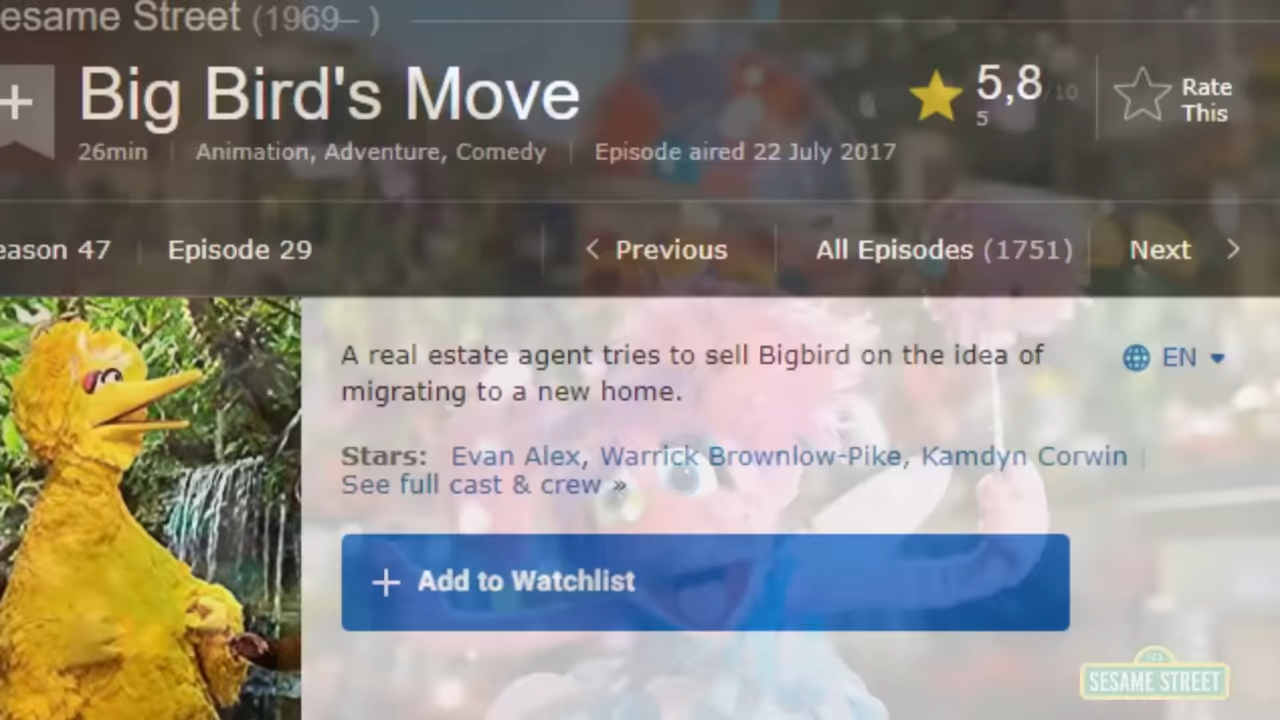 esame Street (1969– )
+ Big Bird's Move
5,8/10
5
Rate
This
26min | Animation, Adventure, Comedy | Episode aired 22 July 2017
eason 47 | Episode 29
< Previous | All Episodes (1751) | Next >
A real estate agent tries to sell Bigbird on the idea of
migrating to a new home.
EN
Stars: Evan Alex, Warrick Brownlow-Pike, Kamdyn Corwin |
See full cast & crew »
+ Add to Watchlist
123
SESAME STREET